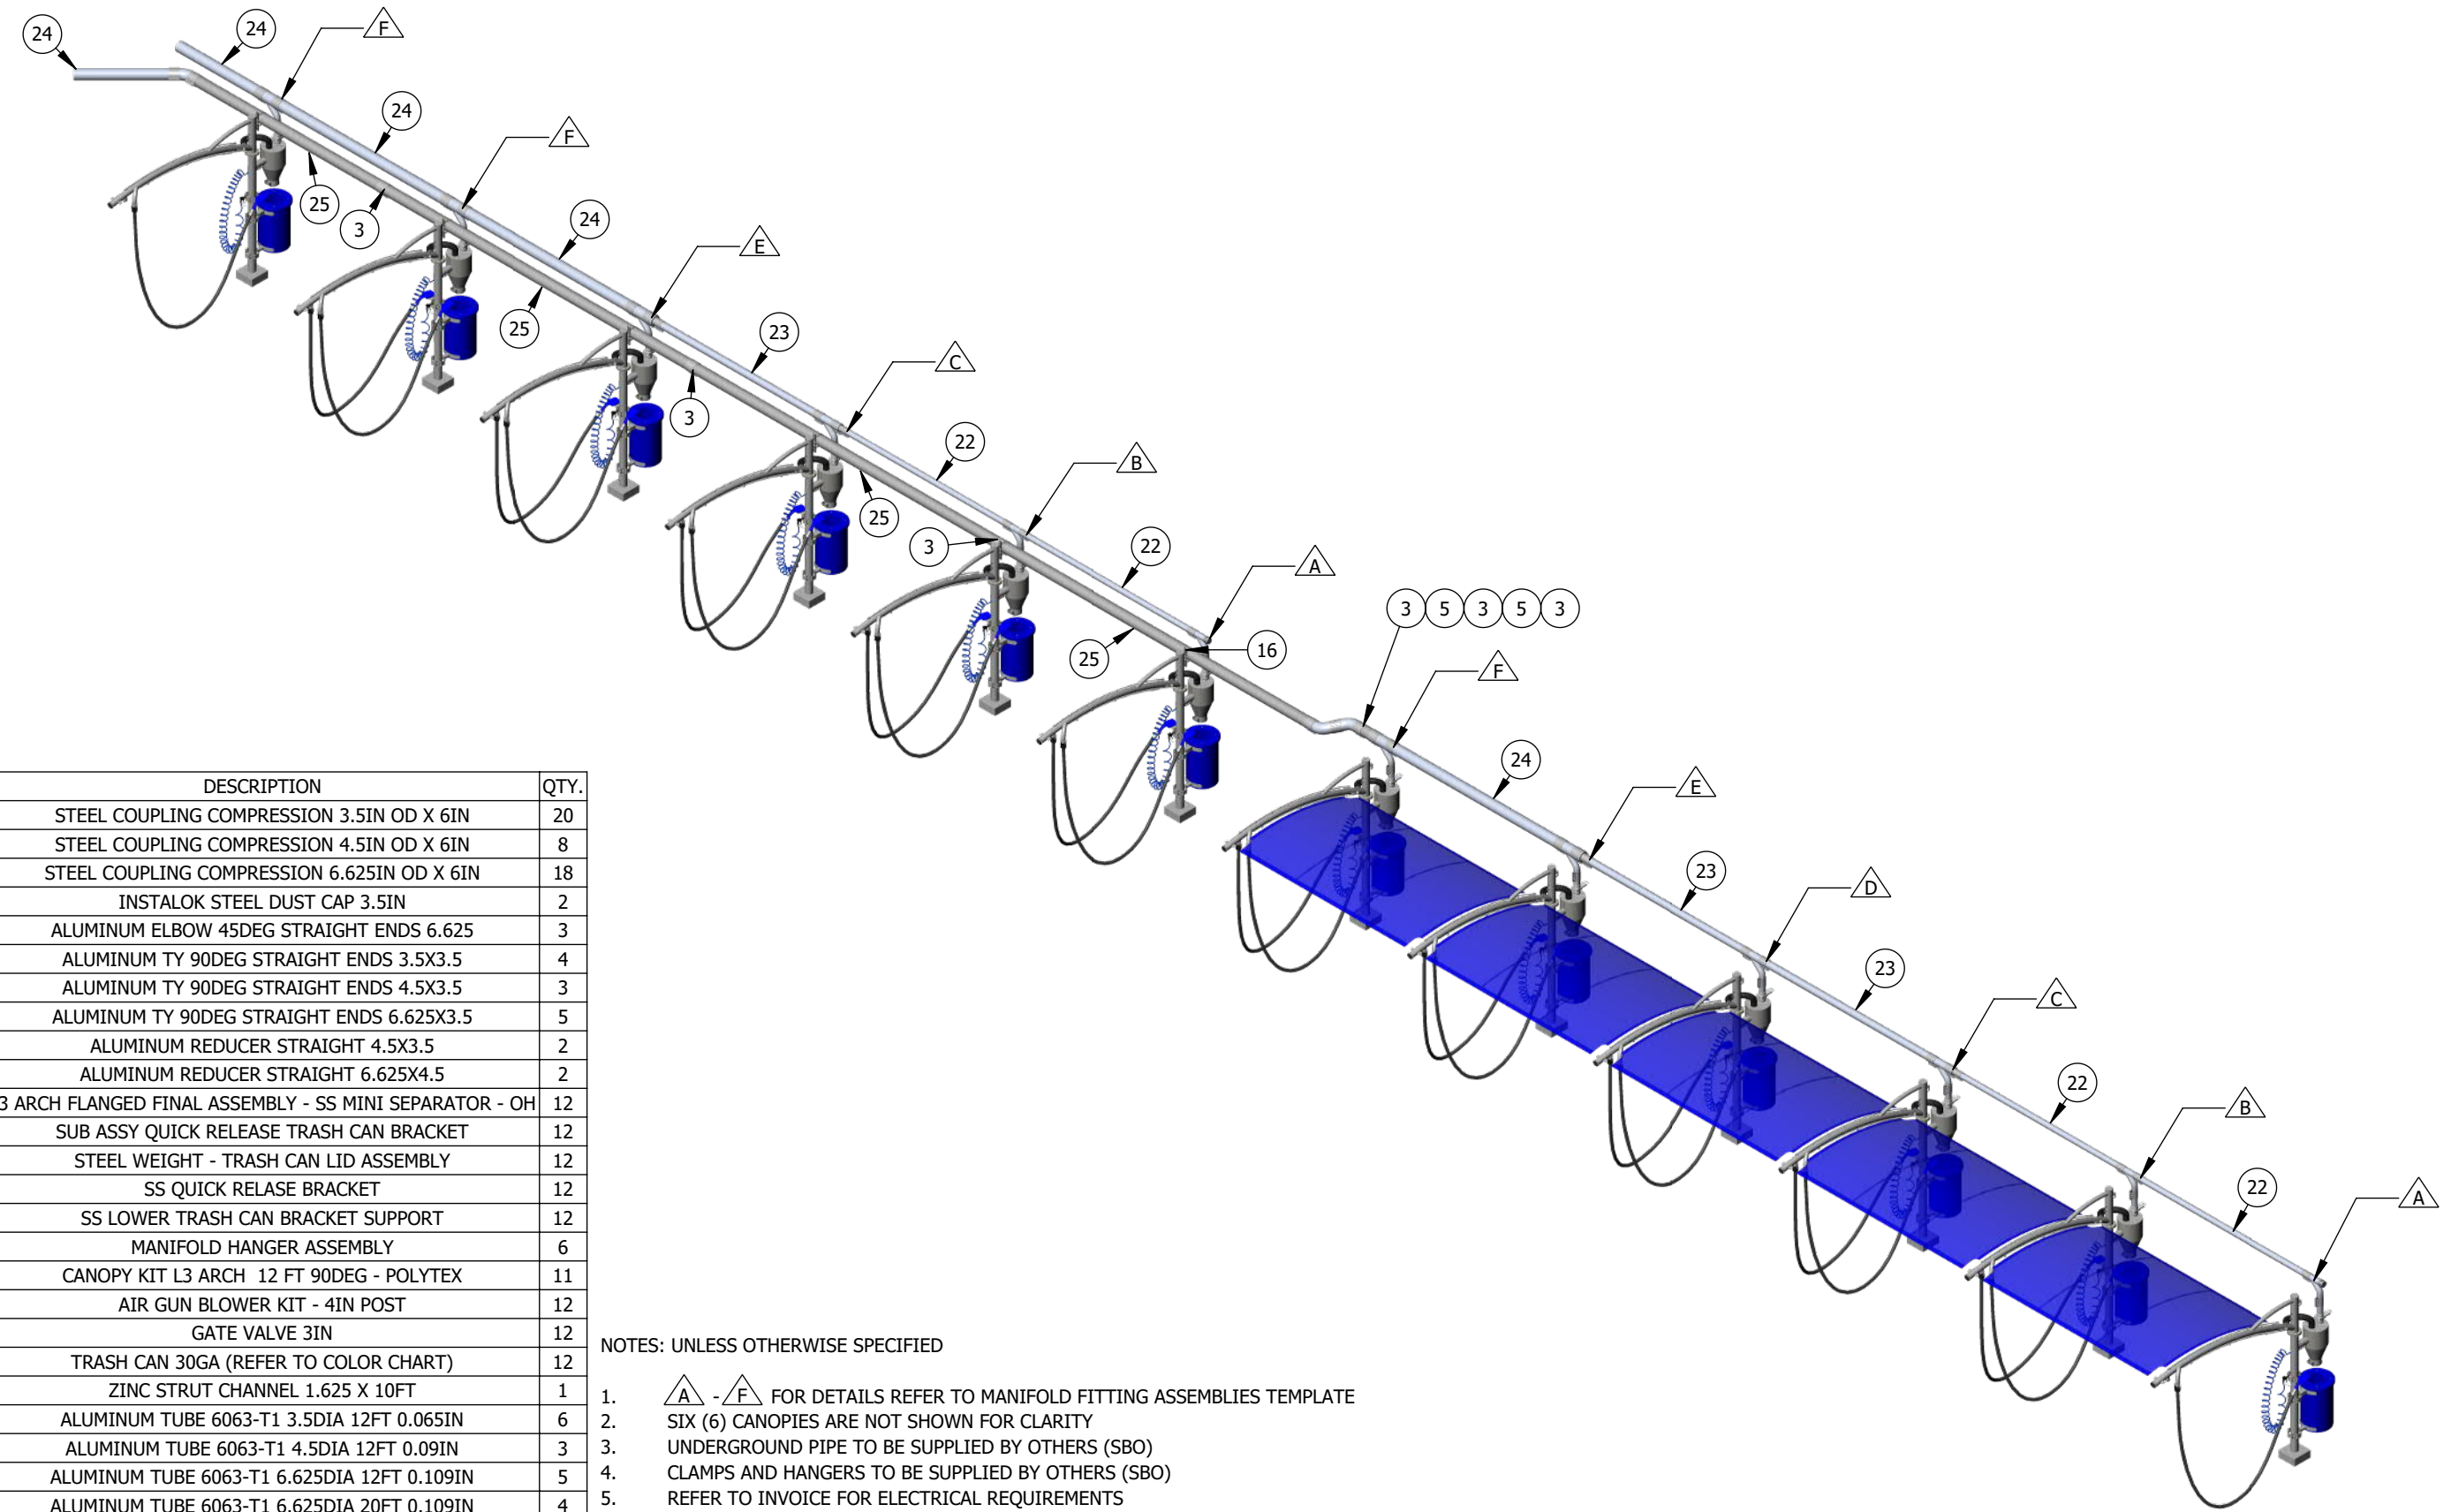 24
24
F
24
F
24
E
25
3
23
C
25
22
3
B
25
22
3
A
3 5 3 5 3
25
16
F
24
E
23
D
23
C
22
B
22
A
DESCRIPTION QTY.
STEEL COUPLING COMPRESSION 3.5IN OD X 6IN 20
STEEL COUPLING COMPRESSION 4.5IN OD X 6IN 8
STEEL COUPLING COMPRESSION 6.625IN OD X 6IN 18
INSTALOK STEEL DUST CAP 3.5IN 2
ALUMINUM ELBOW 45DEG STRAIGHT ENDS 6.625 3
ALUMINUM TY 90DEG STRAIGHT ENDS 3.5X3.5 4
ALUMINUM TY 90DEG STRAIGHT ENDS 4.5X3.5 3
ALUMINUM TY 90DEG STRAIGHT ENDS 6.625X3.5 5
ALUMINUM REDUCER STRAIGHT 4.5X3.5 2
ALUMINUM REDUCER STRAIGHT 6.625X4.5 2
3 ARCH FLANGED FINAL ASSEMBLY - SS MINI SEPARATOR - OH 12
SUB ASSY QUICK RELEASE TRASH CAN BRACKET 12
STEEL WEIGHT - TRASH CAN LID ASSEMBLY 12
SS QUICK RELASE BRACKET 12
SS LOWER TRASH CAN BRACKET SUPPORT 12
MANIFOLD HANGER ASSEMBLY 6
CANOPY KIT L3 ARCH 12 FT 90DEG - POLYTEX 11
AIR GUN BLOWER KIT - 4IN POST 12
GATE VALVE 3IN 12
TRASH CAN 30GA (REFER TO COLOR CHART) 12
ZINC STRUT CHANNEL 1.625 X 10FT 1
ALUMINUM TUBE 6063-T1 3.5DIA 12FT 0.065IN 6
ALUMINUM TUBE 6063-T1 4.5DIA 12FT 0.09IN 3
ALUMINUM TUBE 6063-T1 6.625DIA 12FT 0.109IN 5
ALUMINUM TUBE 6063-T1 6.625DIA 20FT 0.109IN 4
NOTES: UNLESS OTHERWISE SPECIFIED
1. A - F FOR DETAILS REFER TO MANIFOLD FITTING ASSEMBLIES TEMPLATE
2. SIX (6) CANOPIES ARE NOT SHOWN FOR CLARITY
3. UNDERGROUND PIPE TO BE SUPPLIED BY OTHERS (SBO)
4. CLAMPS AND HANGERS TO BE SUPPLIED BY OTHERS (SBO)
5. REFER TO INVOICE FOR ELECTRICAL REQUIREMENTS